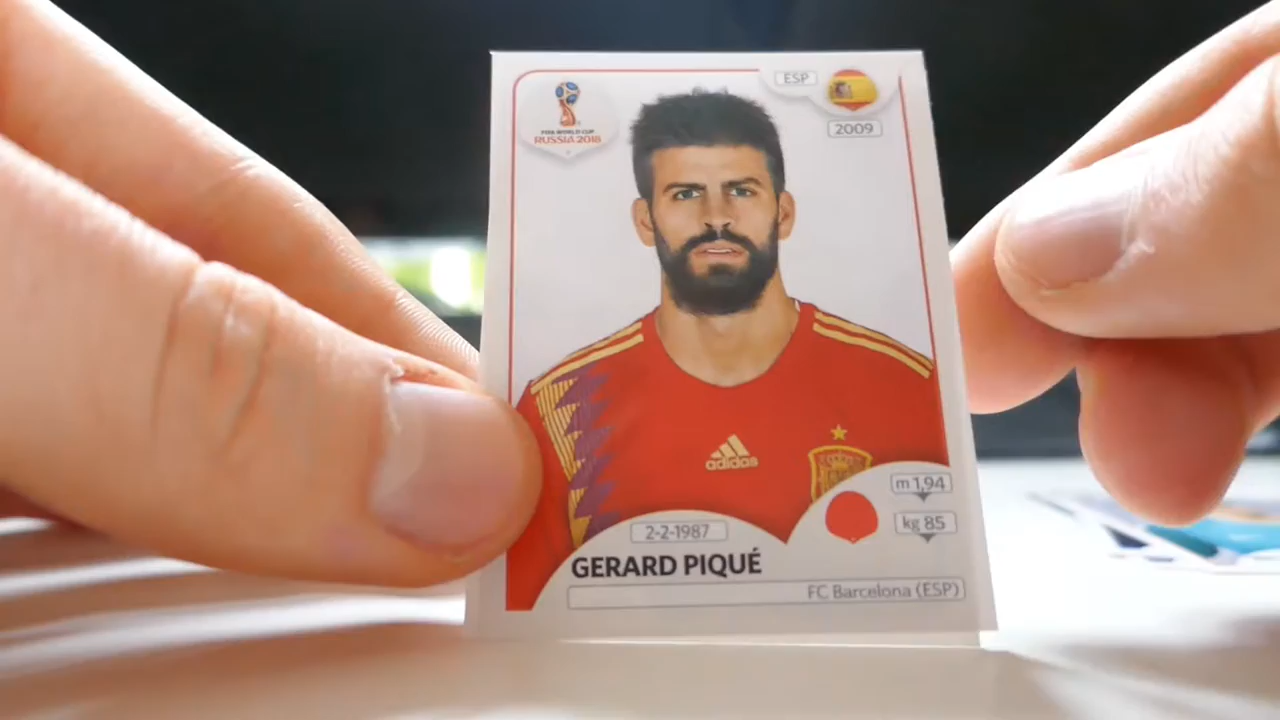 FIFA WORLD CUP
RUSSIA 2018
ESP
2009
adidas
m 1,94
kg 85
2-2-1987
GERARD PIQUÉ
FC Barcelona (ESP)